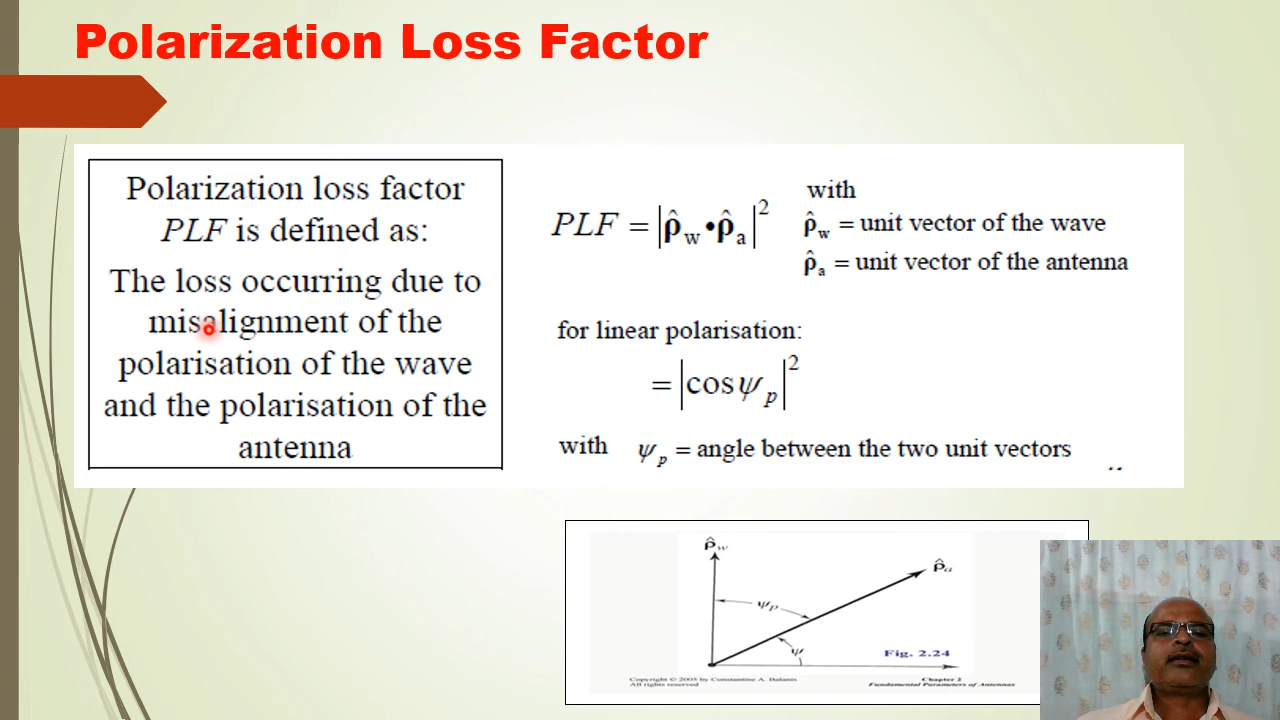 Polarization Loss Factor
Polarization loss factor
PLF is defined as:
The loss occurring due to
misalignment of the
polarisation of the wave
and the polarisation of the
antenna
PLF = |ρ̂w•ρ̂a|²
with
ρ̂w = unit vector of the wave
ρ̂a = unit vector of the antenna
for linear polarisation:
= |cosψp|²
with ψp = angle between the two unit vectors
ρ̂w
ρ̂a
ψp
ψ
Fig. 2.24
Copyright © 2005 by Constantine A. Balanis
All rights reserved
Chapter 2
Fundamental Parameters of Antennas